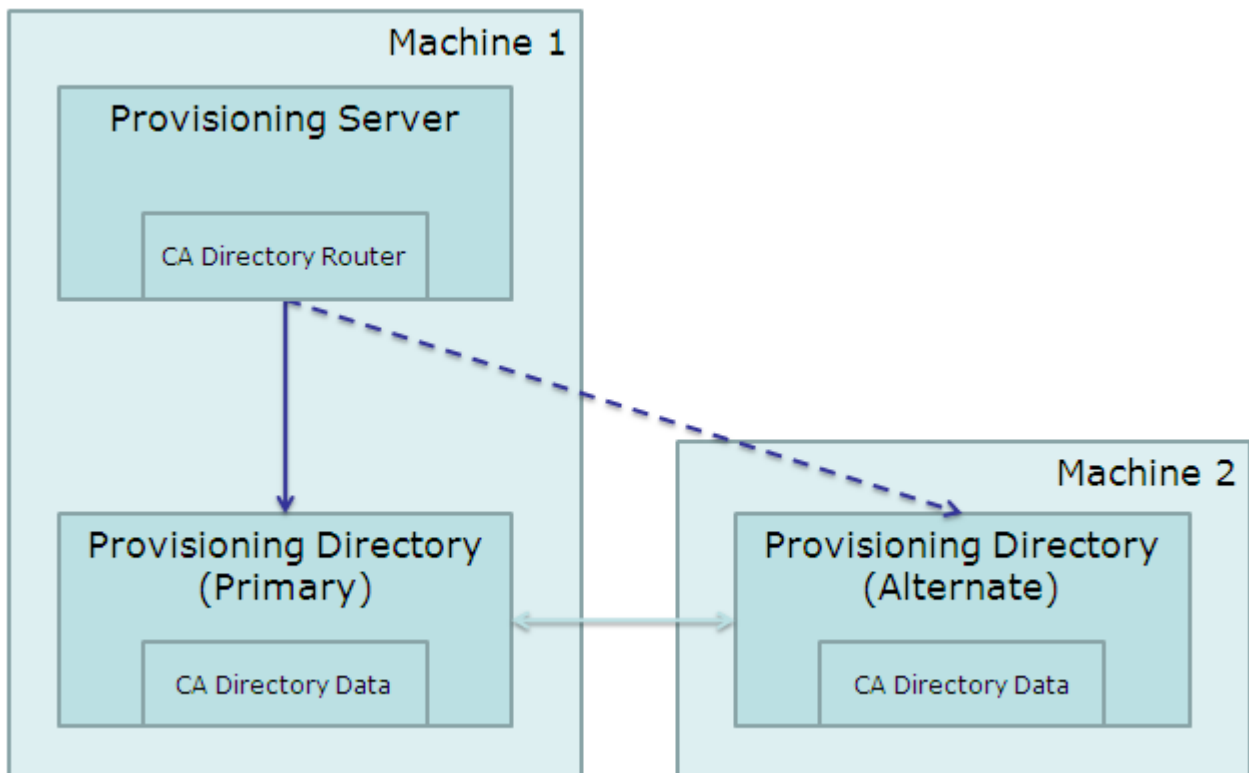 Machine 1
Provisioning Server
CA Directory Router
Machine 2
Provisioning Directory
(Primary)
CA Directory Data
Provisioning Directory
(Alternate)
CA Directory Data